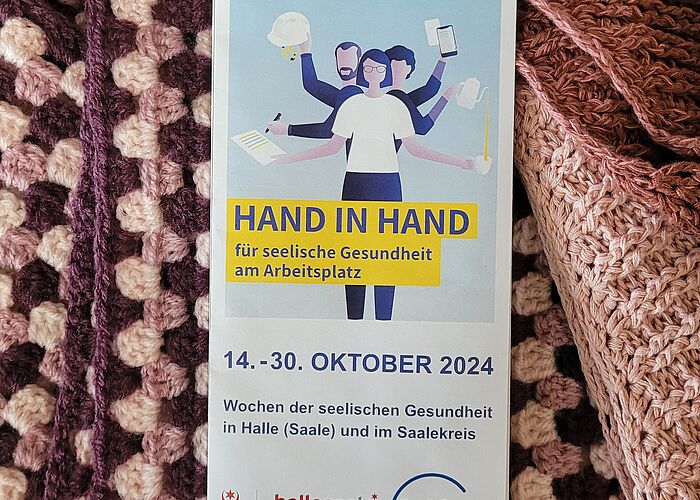 HAND IN HAND
für seelische Gesundheit
am Arbeitsplatz
14. - 30. OKTOBER 2024
Wochen der seelischen Gesundheit
in Halle (Saale) und im Saalekreis